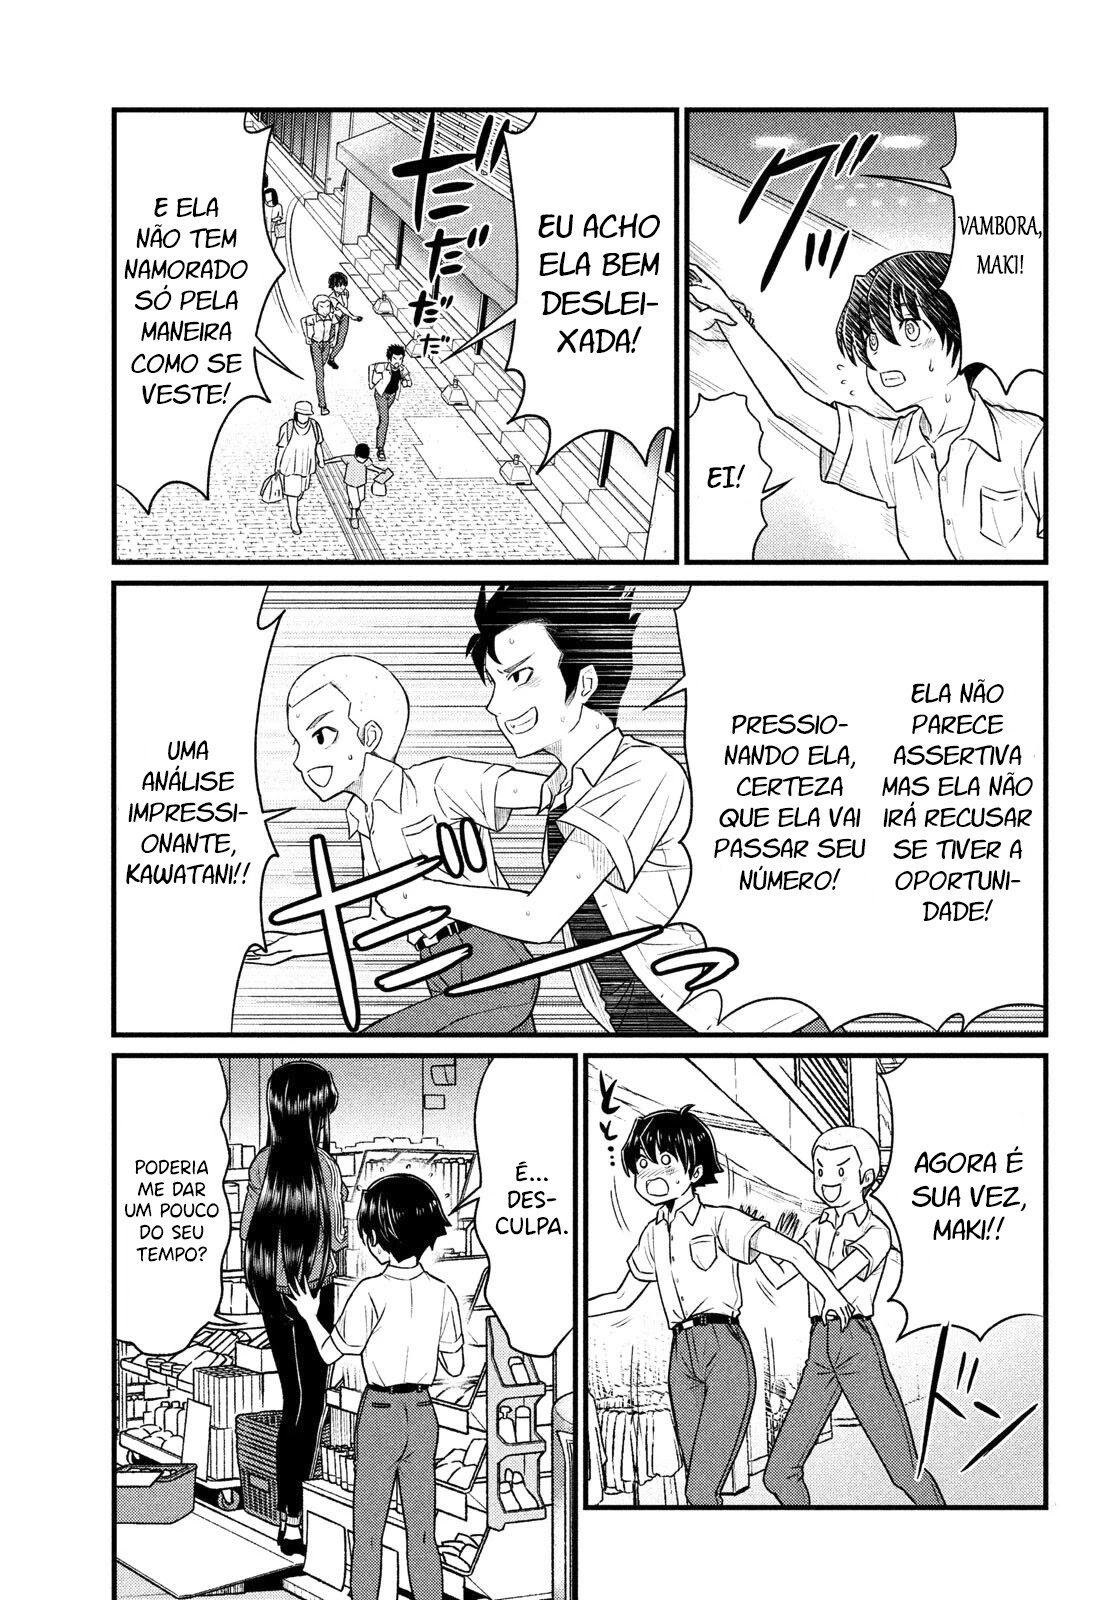 VAMBORA,
MAKI!
グッ
EI!
EU ACHO
ELA BEM
DESLEI-
XADA!
だだだだ
E ELA
NÃO TEM
NAMORADO
SÓ PELA
MANEIRA
COMO SE
VESTE!
ELA NÃO
PARECE
ASSERTIVA
MAS ELA NÃO
IRÁ RECUSAR
SE TIVER A
OPORTUNI-
DADE!
PRESSIO-
NANDO ELA,
CERTEZA
QUE ELA VAI
PASSAR SEU
NÚMERO!
UMA
ANÁLISE
IMPRESSI-
ONANTE,
KAWATANI!!
AGORA É
SUA VEZ,
MAKI!!
ドン
É...
DES-
CULPA.
PODERIA
ME DAR
UM POUCO
DO SEU
TEMPO?